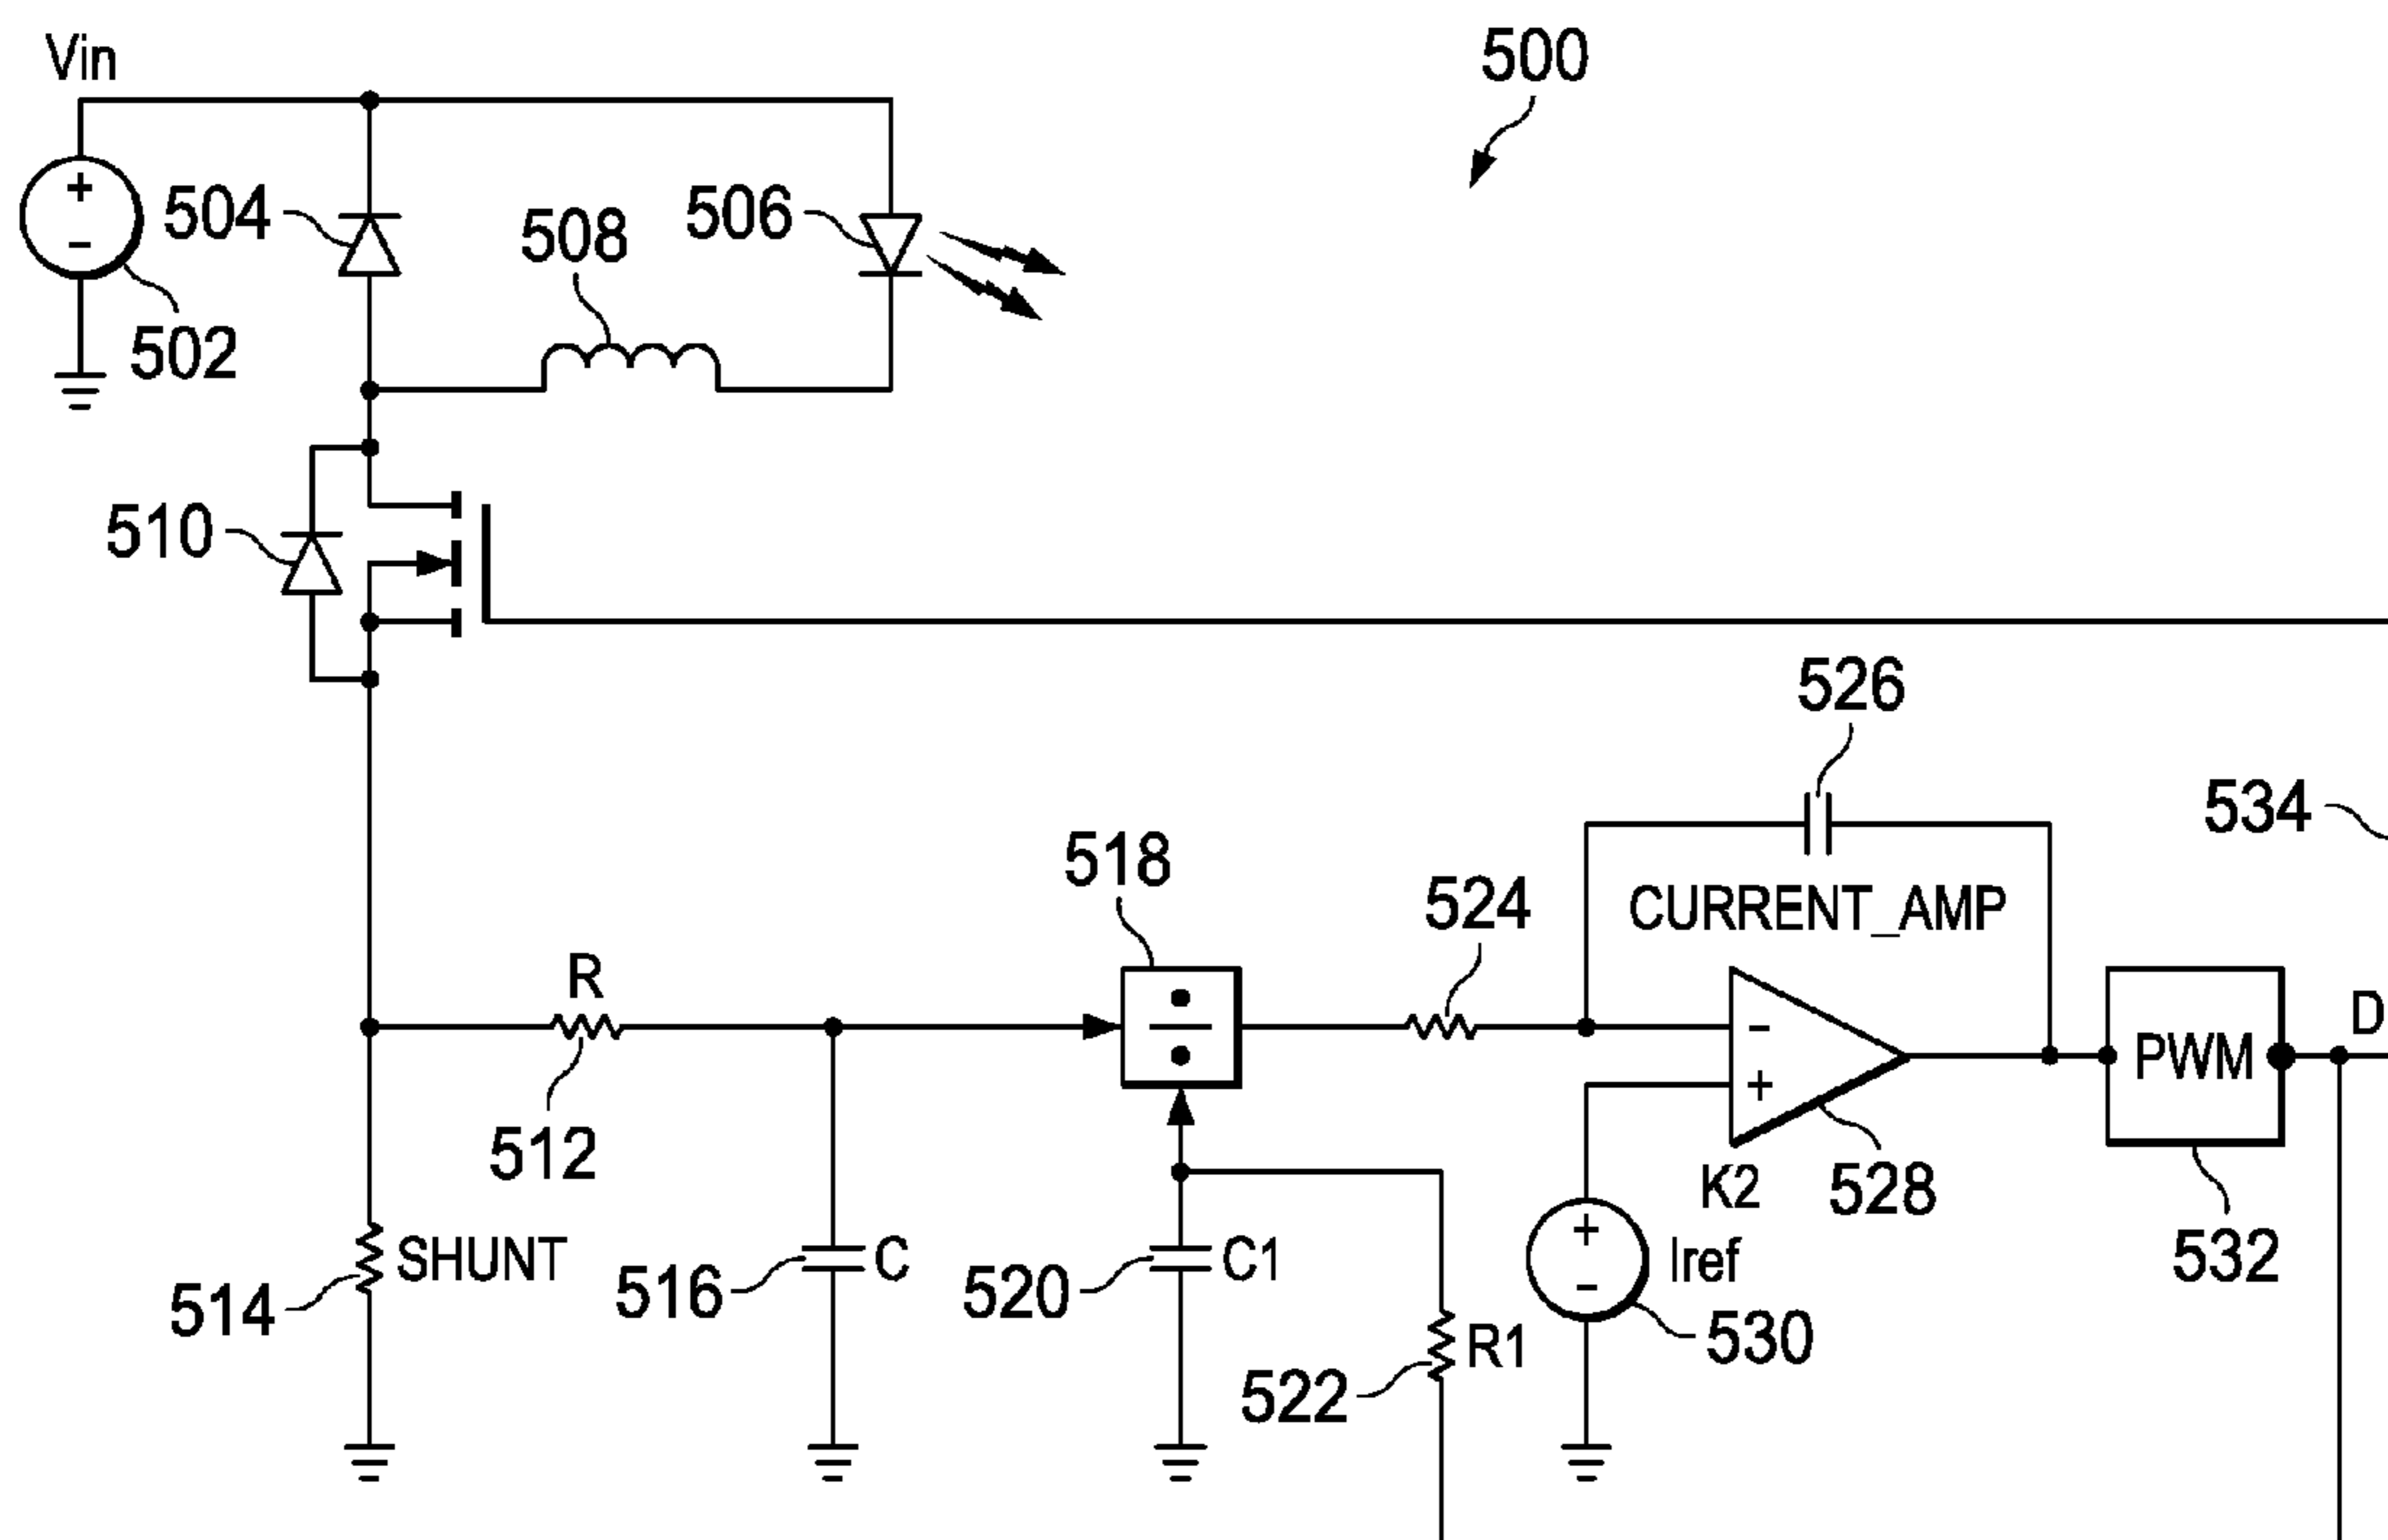 Vin
500
504
508
506
502
510
526
534
518
524
CURRENT_AMP
R
D
PWM
512
K2
528
SHUNT
C
C1
Iref
532
514
516
520
R1
530
522
+
-
-
+
+
-